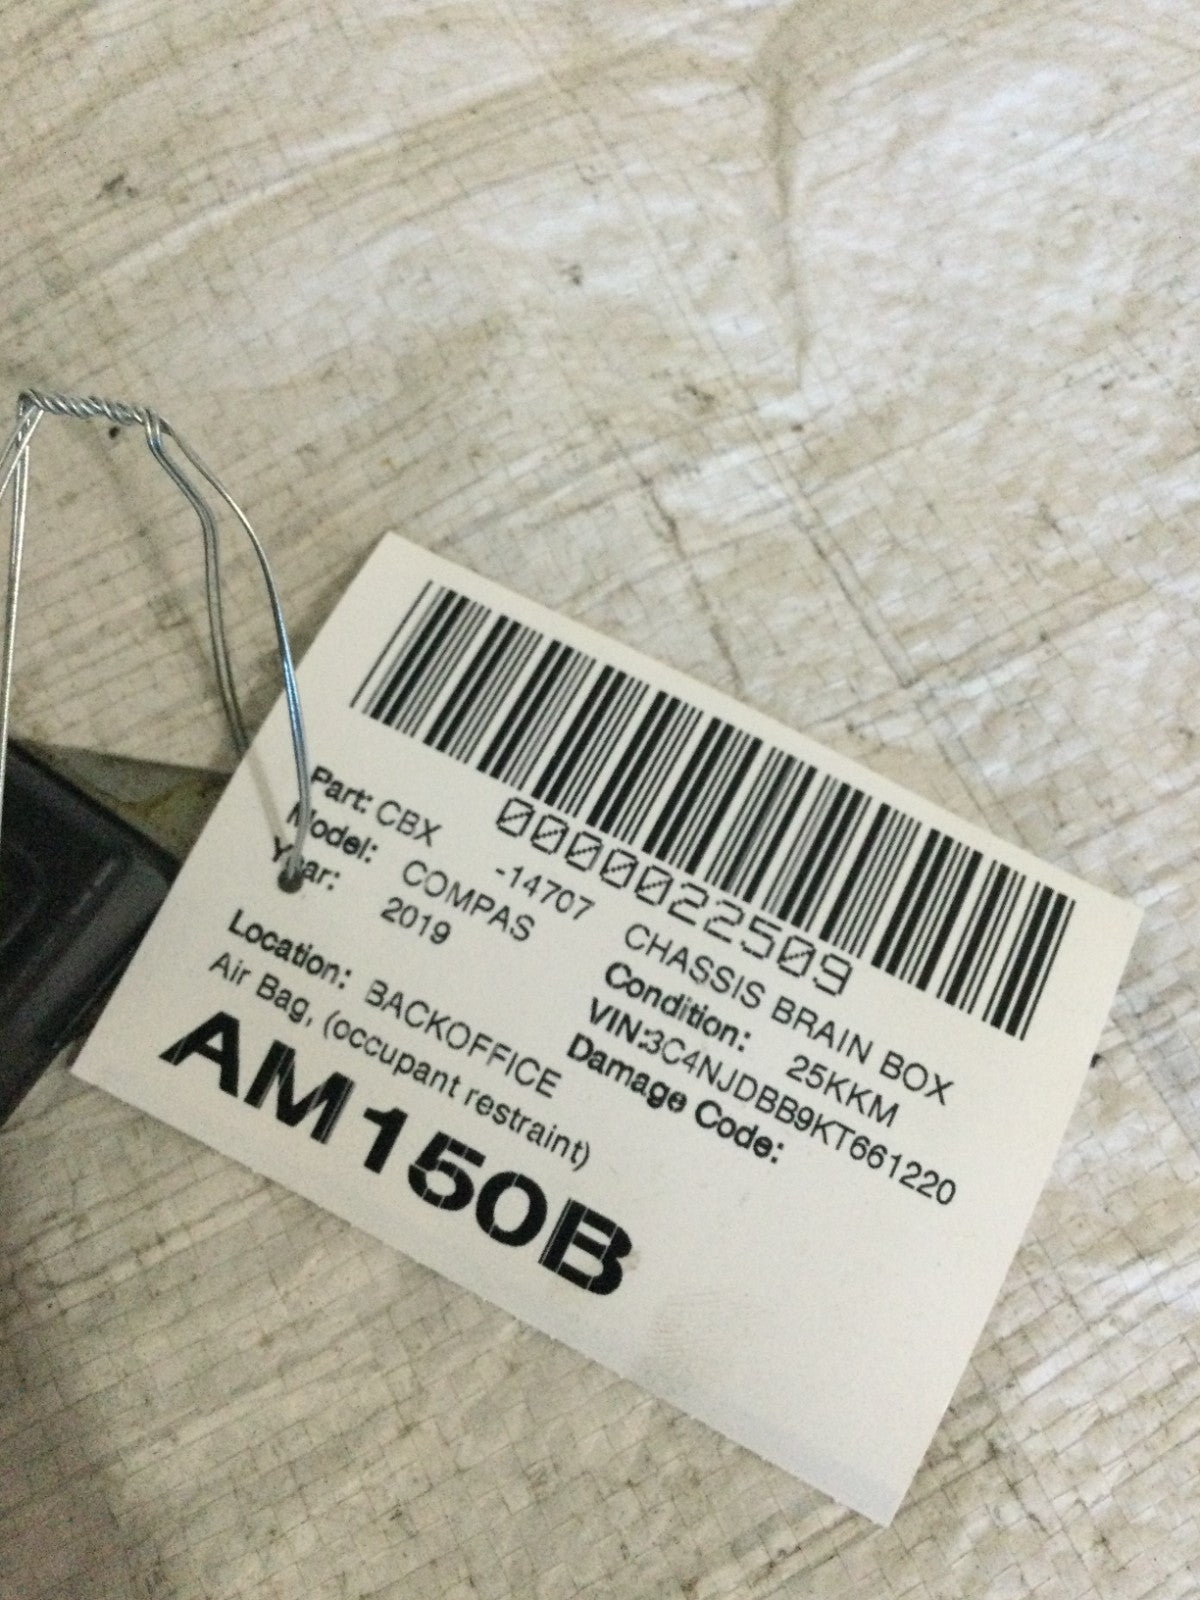 0000022509
Part: CBX -14707 CHASSIS BRAIN BOX
Model: COMPAS Condition: 25KKM
Year: 2019 VIN:3C4NJDBB9KT661220
Damage Code:
Location: BACKOFFICE
Air Bag, (occupant restraint)
AM150B